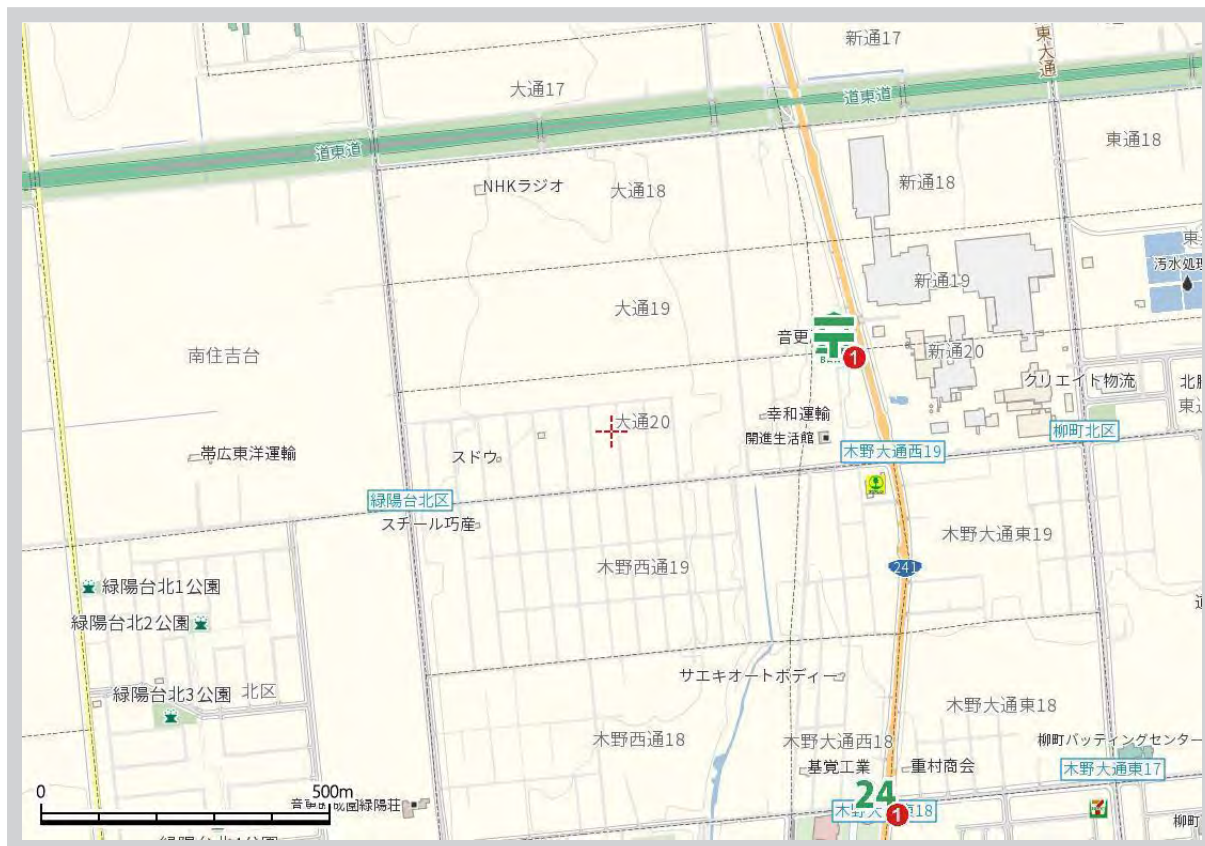 新通17
東大通
大通17
道東道
道東道
東通18
NHKラジオ
大通18
新通18
汚水処理
新通19
大通19
音更
1
南住吉台
新通20
クリエイト物流
幸和運輸
大通20
開進生活館
木野大通西19
柳町北区
帯広東洋運輸
スドウ
緑陽台北区
スチール巧産
木野大通東19
木野西通19
241
緑陽台北1公園
緑陽台北2公園
サエキオートボディー
緑陽台北3公園
北区
木野大通東18
木野西通18
木野大通西18
柳町バッティングセンター
基覚工業
重村商会
木野大通東17
0
500m
24
1
柳町